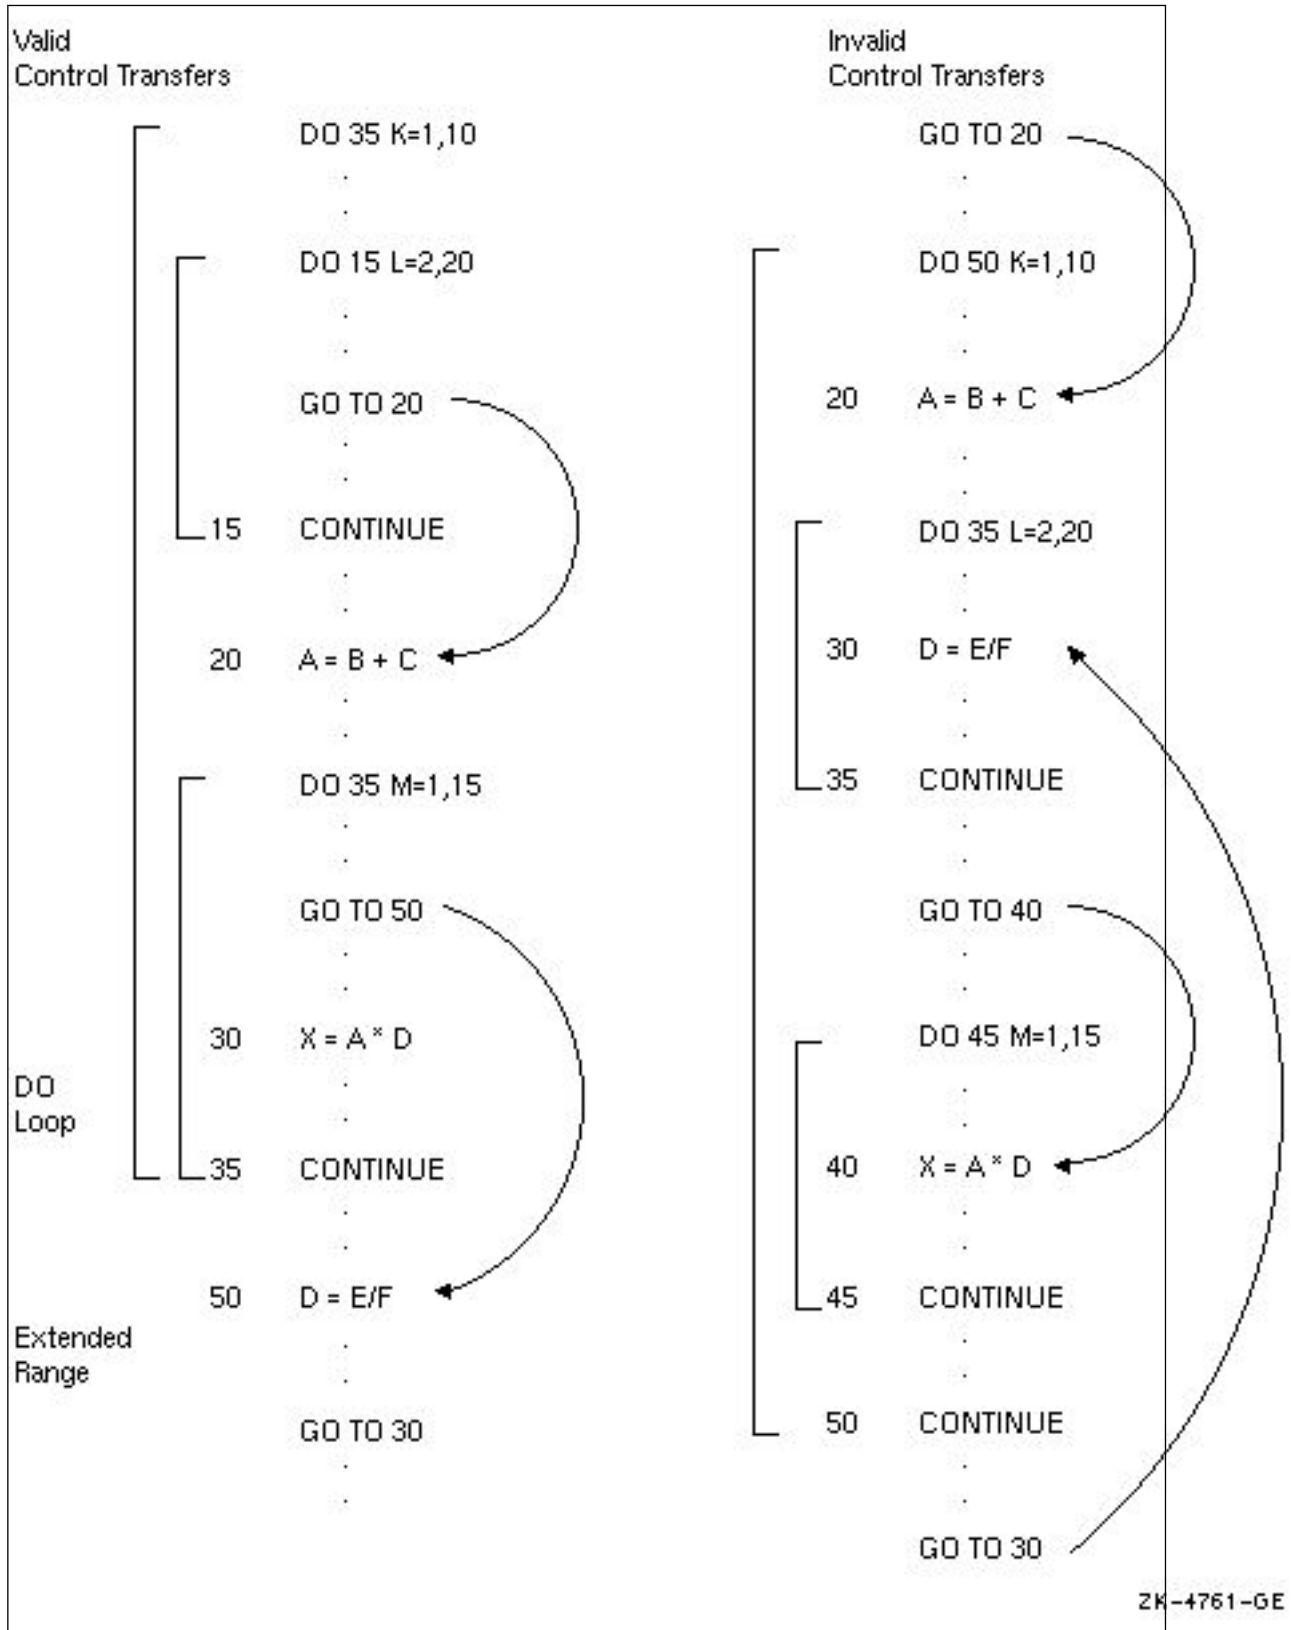 Valid
Control Transfers
DO 35 K=1,10
DO 15 L=2,20
GO TO 20
15 CONTINUE
20 A = B + C
DO 35 M=1,15
GO TO 50
30 X = A * D
DO
Loop
35 CONTINUE
50 D = E/F
Extended
Range
GO TO 30
Invalid
Control Transfers
GO TO 20
DO 50 K=1,10
20 A = B + C
DO 35 L=2,20
30 D = E/F
35 CONTINUE
GO TO 40
DO 45 M=1,15
40 X = A * D
45 CONTINUE
50 CONTINUE
GO TO 30
ZK-4761-GE